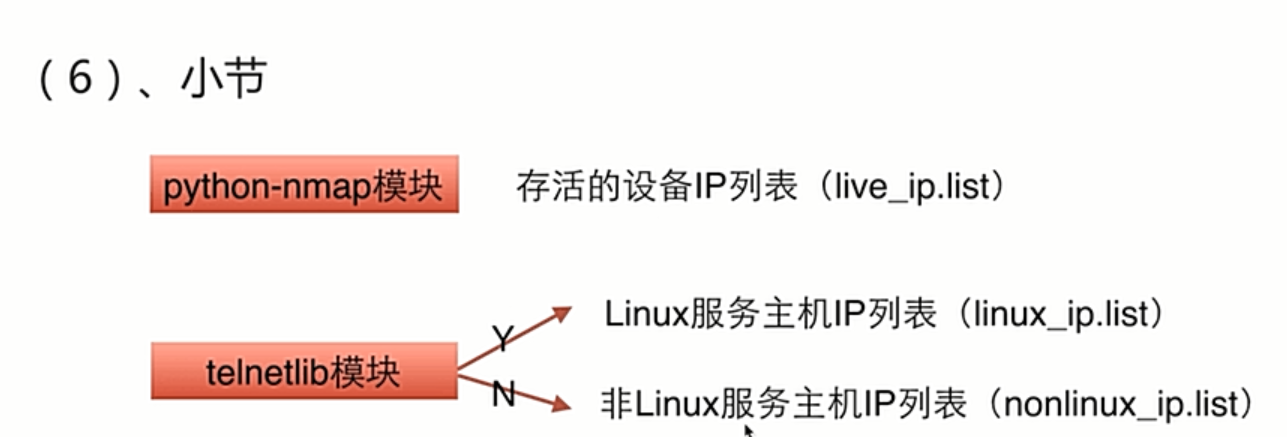 （6）、小节
python-nmap模块 存活的设备IP列表（live_ip.list）
Y Linux服务主机IP列表（linux_ip.list）
telnetlib模块
N 非Linux服务主机IP列表（nonlinux_ip.list）